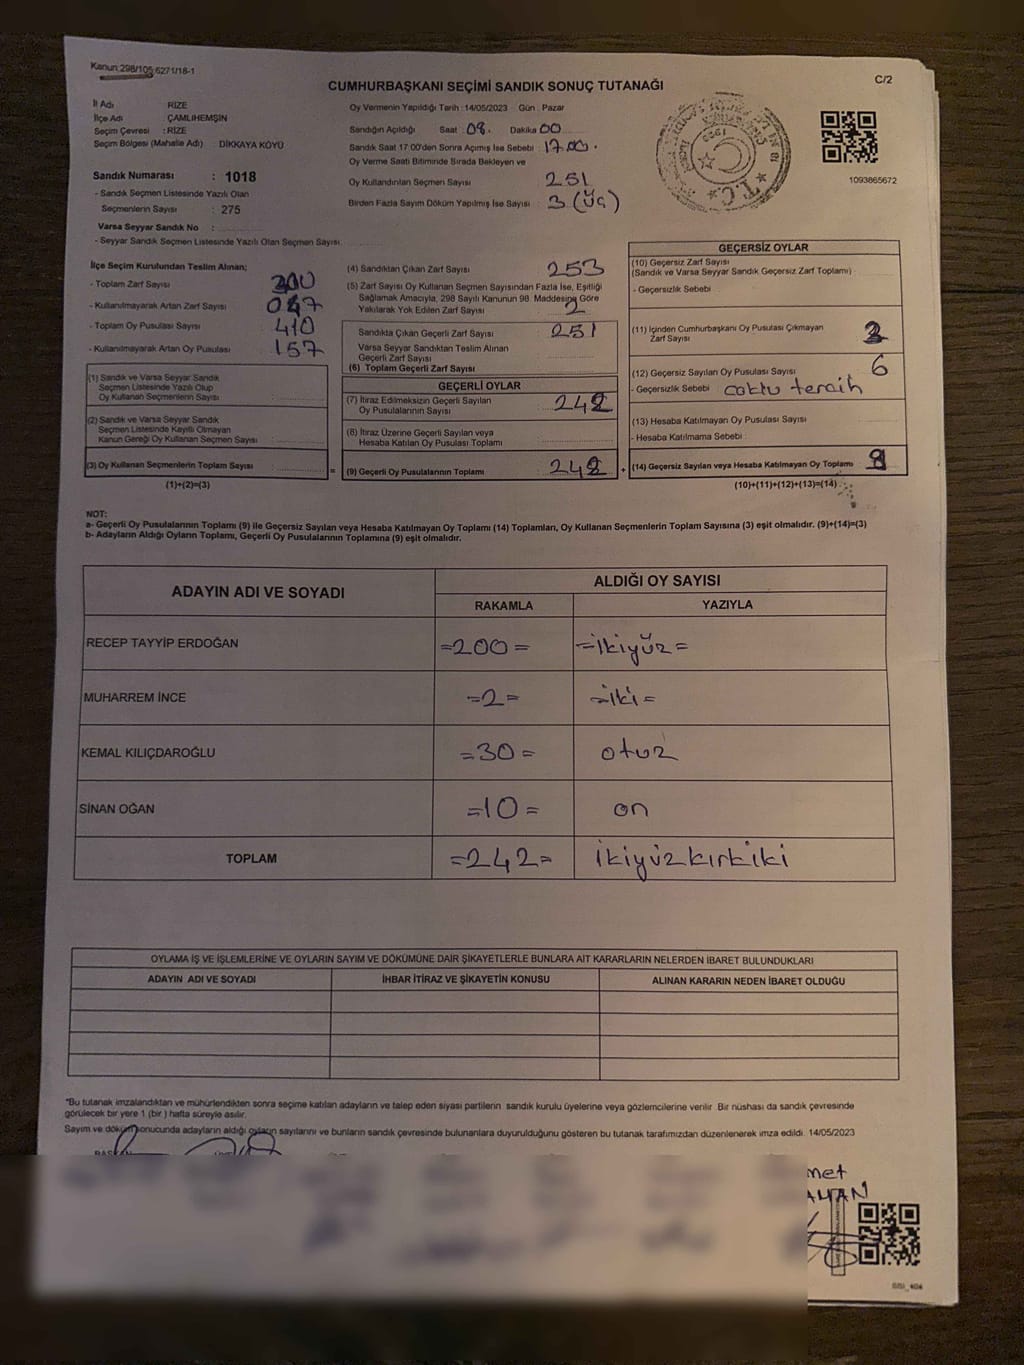 Kanun:298/105;6271/18-1
C/2
CUMHURBAŞKANI SEÇİMİ SANDIK SONUÇ TUTANAĞI
İl Adı RİZE
İlçe Adı ÇAMLIHEMŞİN
Seçim Çevresi : RİZE
Seçim Bölgesi (Mahalle Adı) : DİKKAYA KÖYÜ
Sandık Numarası : 1018
- Sandık Seçmen Listesinde Yazılı Olan
Seçmenlerin Sayısı : 275
Varsa Seyyar Sandık No :
- Seyyar Sandık Seçmen Listesinde Yazılı Olan Seçmen Sayısı:
Oy Vermenin Yapıldığı Tarih :14/05/2023 Gün : Pazar
Sandığın Açıldığı Saat : 08. Dakika 00
Sandık Saat 17:00'den Sonra Açımış İse Sebebi : 17.00.
Oy Verme Saati Bitiminde Sırada Bekleyen ve
Oy Kullandırılan Seçmen Sayısı : 251
Birden Fazla Sayım Döküm Yapılmış İse Sayısı : 3 (Üç)
T.C.
1093865672
İlçe Seçim Kurulundan Teslim Alınan;
- Toplam Zarf Sayısı : 300
- Kullanılmayarak Artan Zarf Sayısı : 047
- Toplam Oy Pusulası Sayısı : 410
- Kullanılmayarak Artan Oy Pusulası : 157
(1) Sandık ve Varsa Seyyar Sandık
Seçmen Listesinde Yazılı Olup
Oy Kullanan Seçmenlerin Sayısı :
(2) Sandık ve Varsa Seyyar Sandık
Seçmen Listesinde Kayıtlı Olmayan
Kanun Gereği Oy Kullanan Seçmen Sayısı :
(3) Oy Kullanan Seçmenlerin Toplam Sayısı : =
(1)+(2)=(3)
(4) Sandıktan Çıkan Zarf Sayısı : 253
(5) Zarf Sayısı Oy Kullanan Seçmen Sayısından Fazla İse, Eşitliği
Sağlamak Amacıyla, 298 Sayılı Kanunun 98. Maddesine Göre
Yakılarak Yok Edilen Zarf Sayısı : 2
Sandıkta Çıkan Geçerli Zarf Sayısı : 251
Varsa Seyyar Sandıktan Teslim Alınan
Geçerli Zarf Sayısı :
(6) Toplam Geçerli Zarf Sayısı
GEÇERLİ OYLAR
(7) İtiraz Edilmeksizin Geçerli Sayılan
Oy Pusulalarının Sayısı : 242
(8) İtiraz Üzerine Geçerli Sayılan veya
Hesaba Katılan Oy Pusulası Toplamı :
(9) Geçerli Oy Pusulalarının Toplamı : 242 +
GEÇERSİZ OYLAR
(10) Geçersiz Zarf Sayısı
(Sandık ve Varsa Seyyar Sandık Geçersiz Zarf Toplamı) :
- Geçersizlik Sebebi :
(11) İçinden Cumhurbaşkanı Oy Pusulası Çıkmayan
Zarf Sayısı :
(12) Geçersiz Sayılan Oy Pusulası Sayısı : 6
- Geçersizlik Sebebi : çoklu tercih
(13) Hesaba Katılmayan Oy Pusulası Sayısı :
- Hesaba Katılmama Sebebi :
(14) Geçersiz Sayılan veya Hesaba Katılmayan Oy Toplamı :
(10)+(11)+(12)+(13)=(14)
NOT:
a- Geçerli Oy Pusulalarının Toplamı (9) ile Geçersiz Sayılan veya Hesaba Katılmayan Oy Toplamı (14) Toplamları, Oy Kullanan Seçmenlerin Toplam Sayısına (3) eşit olmalıdır. (9)+(14)=(3)
b- Adayların Aldığı Oyların Toplamı, Geçerli Oy Pusulalarının Toplamına (9) eşit olmalıdır.
ADAYIN ADI VE SOYADI ALDIĞI OY SAYISI
RAKAMLA YAZIYLA
RECEP TAYYİP ERDOĞAN =200= =ikiyüz=
MUHARREM İNCE =2= =iki=
KEMAL KILIÇDAROĞLU =30= otuz
SİNAN OĞAN =10= on
TOPLAM =242= ikiyüzkırkiki
OYLAMA İŞ VE İŞLEMLERİNE VE OYLARIN SAYIM VE DÖKÜMÜNE DAİR ŞİKAYETLERLE BUNLARA AİT KARARLARIN NELERDEN İBARET BULUNDUKLARI
ADAYIN ADI VE SOYADI İHBAR İTİRAZ VE ŞİKAYETİN KONUSU ALINAN KARARIN NEDEN İBARET OLDUĞU
*Bu tutanak imzalandıktan ve mühürlendikten sonra seçime katılan adayların ve talep eden siyasi partilerin sandık kurulu üyelerine veya gözlemcilerine verilir. Bir nüshası da sandık çevresinde
görülecek bir yere 1 (bir) hafta süreyle asılır.
Sayım ve döküm sonucunda adayların aldığı oyların sayılarını ve bunların sandık çevresinde bulunanlara duyurulduğunu gösteren bu tutanak tarafımızdan düzenlenerek imza edildi. 14/05/2023